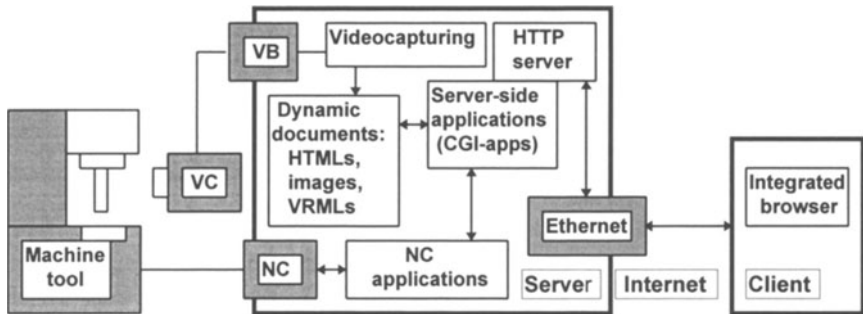 VB
Videocapturing
HTTP
server
Dynamic
documents:
HTMLs,
images,
VRMLs
Server-side
applications
(CGI-apps)
VC
Integrated
browser
Ethernet
Machine
tool
NC
NC
applications
Server
Internet
Client